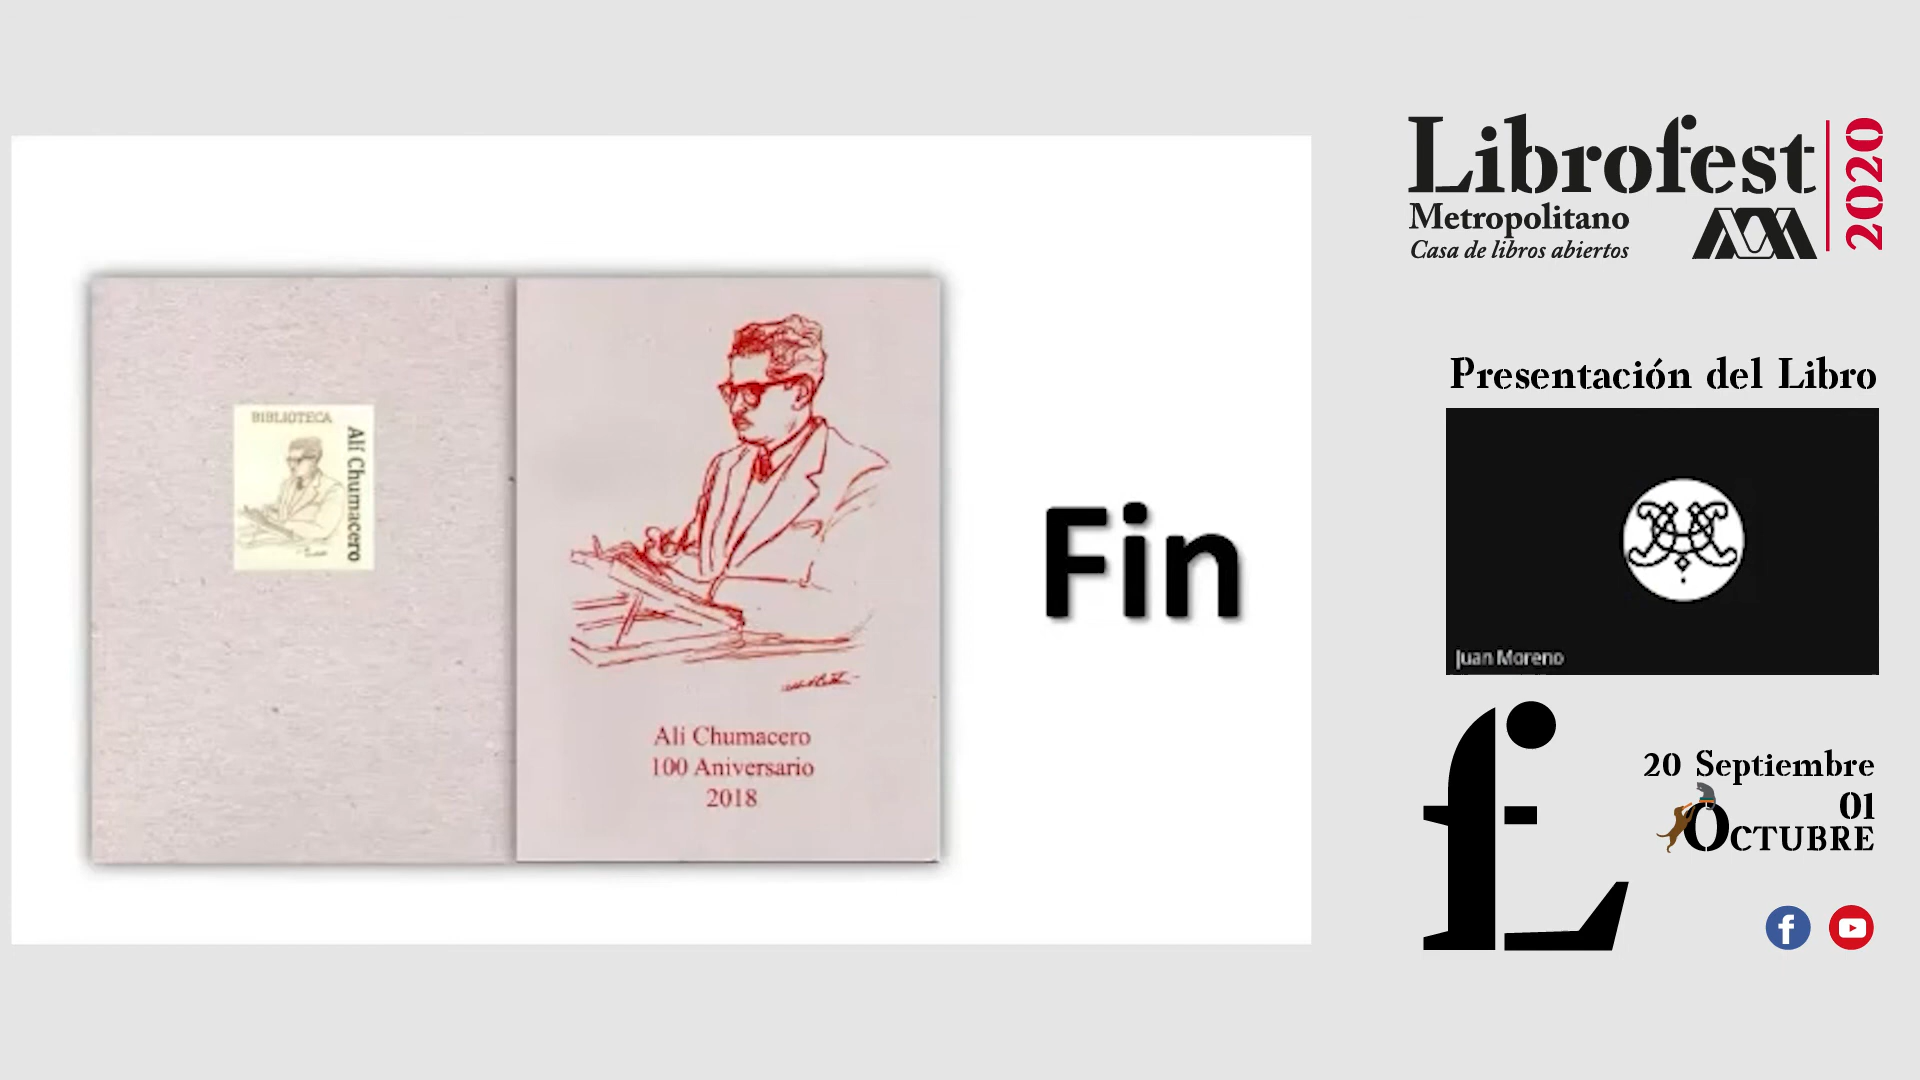 BIBLIOTECA
Alí Chumacero
Ali Chumacero
100 Aniversario
2018
Fin
Librofest
Metropolitano
Casa de libros abiertos
2020
Presentación del Libro
Juan Moreno
20 Septiembre
01
OCTUBRE